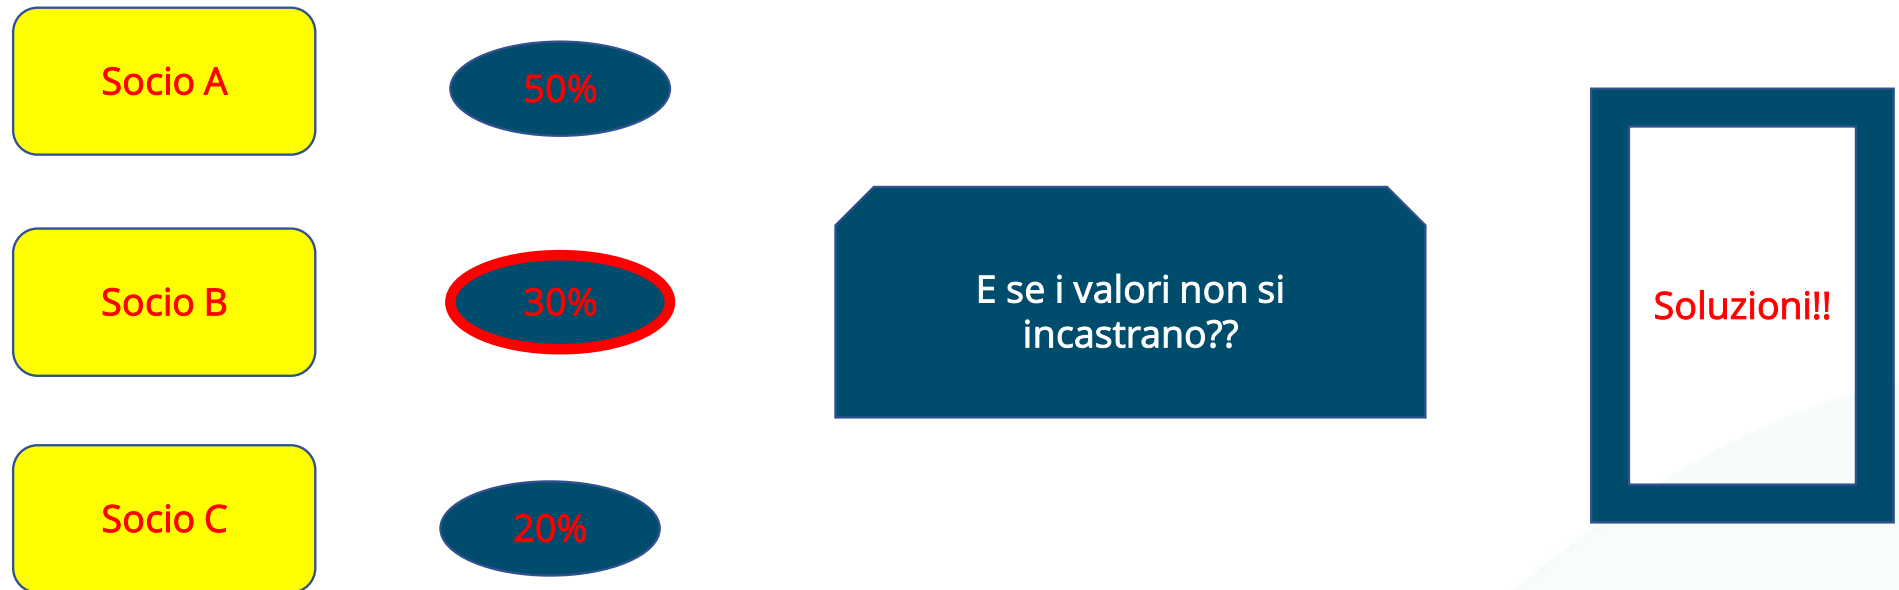 Socio A
50%
Socio B
30%
E se i valori non si
incastrano??
Soluzioni!!
Socio C
20%